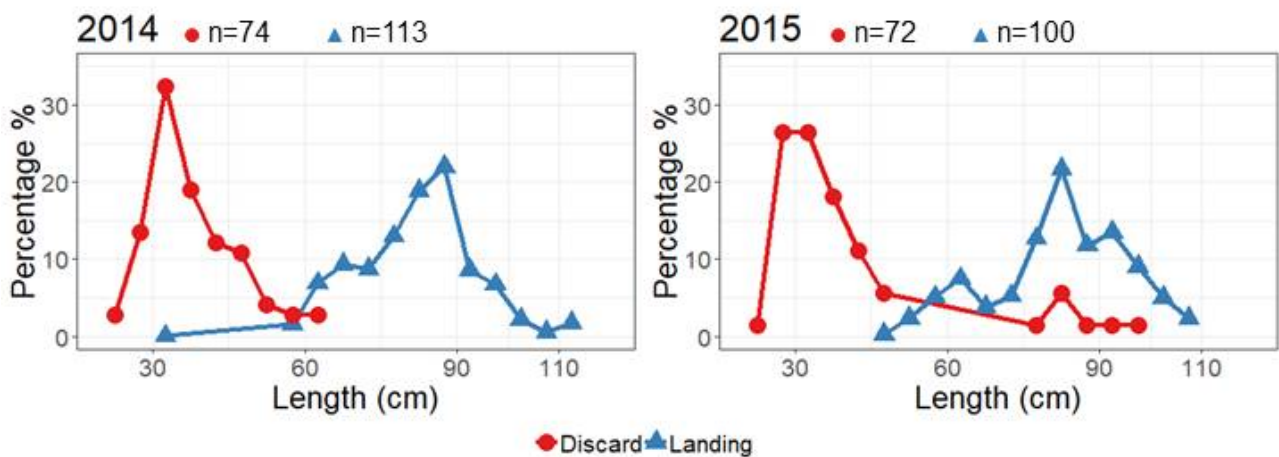 2014 n=74 n=113
Percentage %
30
20
10
0
30 60 90 110
Length (cm)
2015 n=72 n=100
Percentage %
30
20
10
0
30 60 90 110
Length (cm)
Discard Landing